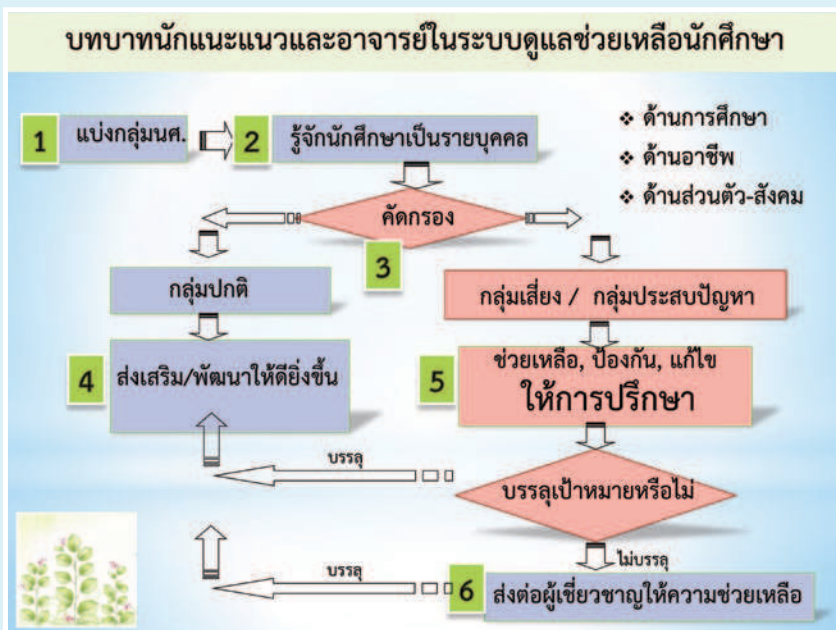 บทบาทนักแนะแนวและอาจารย์ในระบบดูแลช่วยเหลือนักศึกษา
1
แบ่งกลุ่มนศ.
2
รู้จักนักศึกษาเป็นรายบุคคล
❖ ด้านการศึกษา
❖ ด้านอาชีพ
❖ ด้านส่วนตัว-สังคม
คัดกรอง
3
กลุ่มปกติ
กลุ่มเสี่ยง / กลุ่มประสบปัญหา
4
ส่งเสริม/พัฒนาให้ดียิ่งขึ้น
5
ช่วยเหลือ, ป้องกัน, แก้ไข
ให้การปรึกษา
บรรลุ
บรรลุเป้าหมายหรือไม่
ไม่บรรลุ
บรรลุ
6
ส่งต่อผู้เชี่ยวชาญให้ความช่วยเหลือ